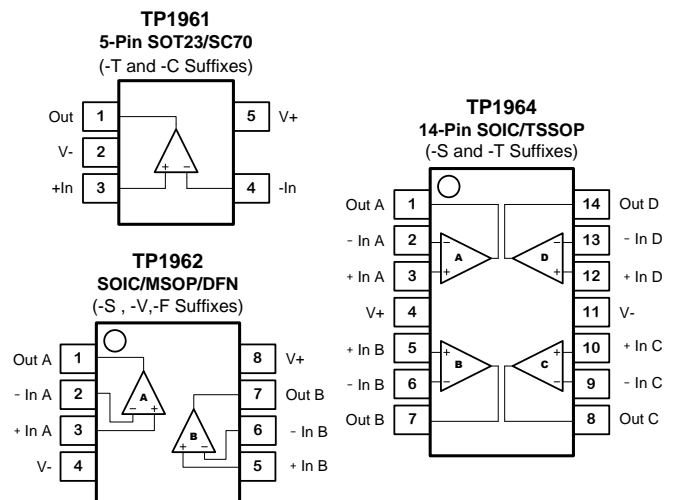 TP1961
5-Pin SOT23/SC70
(-T and -C Suffixes)
Out 1 5 V+
V- 2
+In 3 4 -In
+ −
TP1962
SOIC/MSOP/DFN
(-S , -V,-F Suffixes)
Out A 1 8 V+
- In A 2 7 Out B
+ In A 3 6 - In B
V- 4 5 + In B
A
− +
B
+ −
TP1964
14-Pin SOIC/TSSOP
(-S and -T Suffixes)
Out A 1 14 Out D
- In A 2 13 - In D
+ In A 3 12 + In D
V+ 4 11 V-
+ In B 5 10 + In C
- In B 6 9 - In C
Out B 7 8 Out C
− A + − D +
+ B − + C −